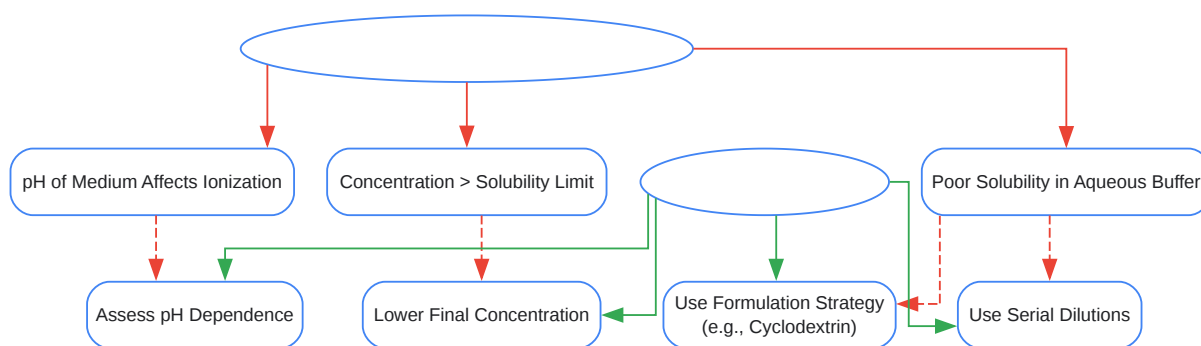 pH of Medium Affects Ionization
Concentration > Solubility Limit
Poor Solubility in Aqueous Buffer
Assess pH Dependence
Lower Final Concentration
Use Formulation Strategy
(e.g., Cyclodextrin)
Use Serial Dilutions